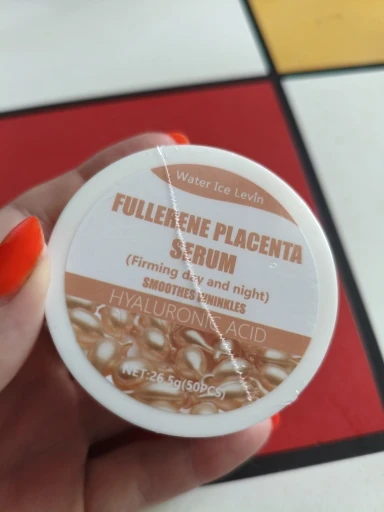 Water Ice Levin
FULLERENE PLACENTA
SERUM
(Firming day and night)
SMOOTHES WRINKLES
HYALURONIC ACID
NET:26.5g(50PCS)